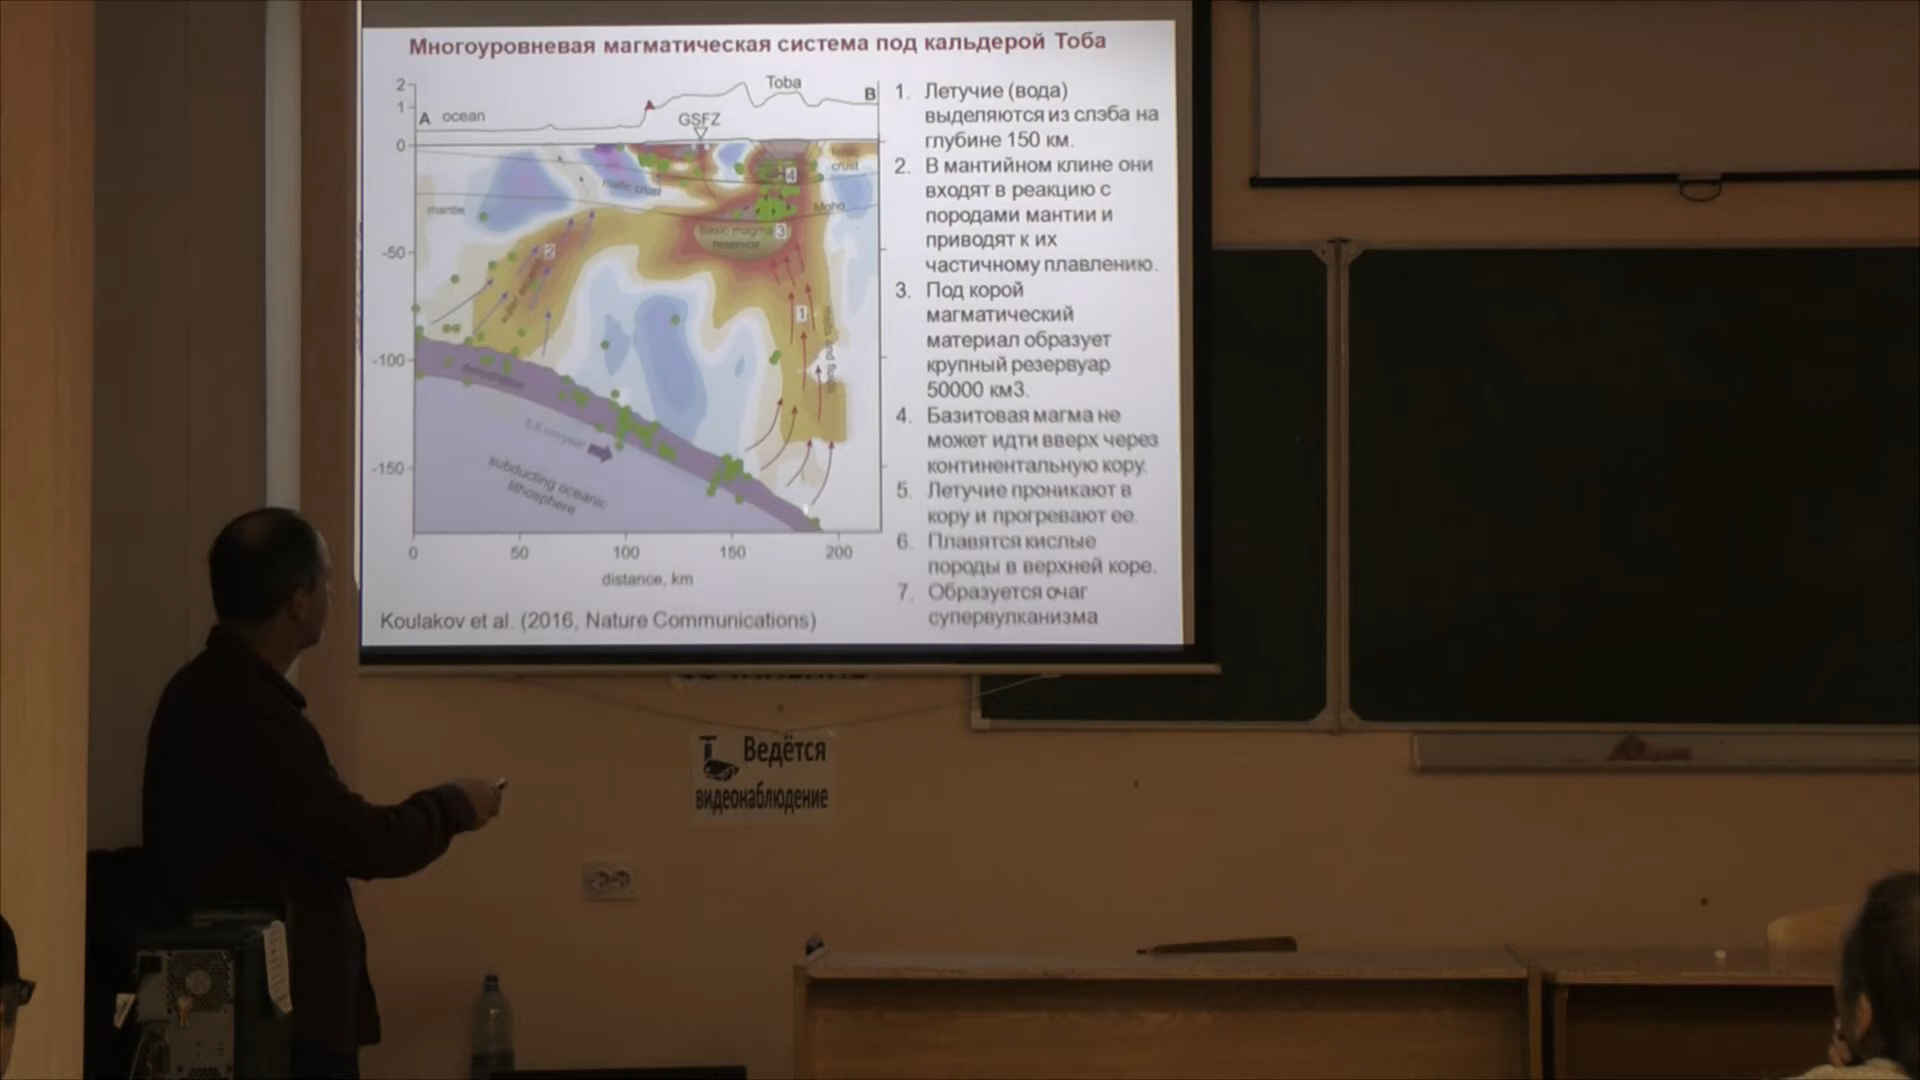 Многоуровневая магматическая система под кальдерой Тоба
2
1
0
-50
-100
-150
A ocean
Toba
B
GSFZ
crust
mafic crust
mantle
Moho
4
basic magma 3
reservoir
2
1
dehydration
subducting oceanic
lithosphere
0 50 100 150 200
distance, km
Koulakov et al. (2016, Nature Communications)
1. Летучие (вода)
выделяются из слэба на
глубине 150 км.
2. В мантийном клине они
входят в реакцию с
породами мантии и
приводят к их
частичному плавлению.
3. Под корой
магматический
материал образует
крупный резервуар
50000 км3.
4. Базитовая магма не
может идти вверх через
континентальную кору.
5. Летучие проникают в
кору и прогревают ее.
6. Плавятся кислые
породы в верхней коре.
7. Образуется очаг
супервулканизма
Ведётся
видеонаблюдение